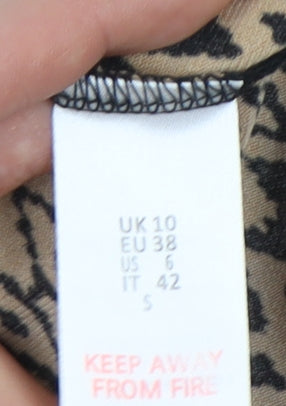 UK 10
EU 38
US 6
IT 42
S
KEEP AWAY
FROM FIRE